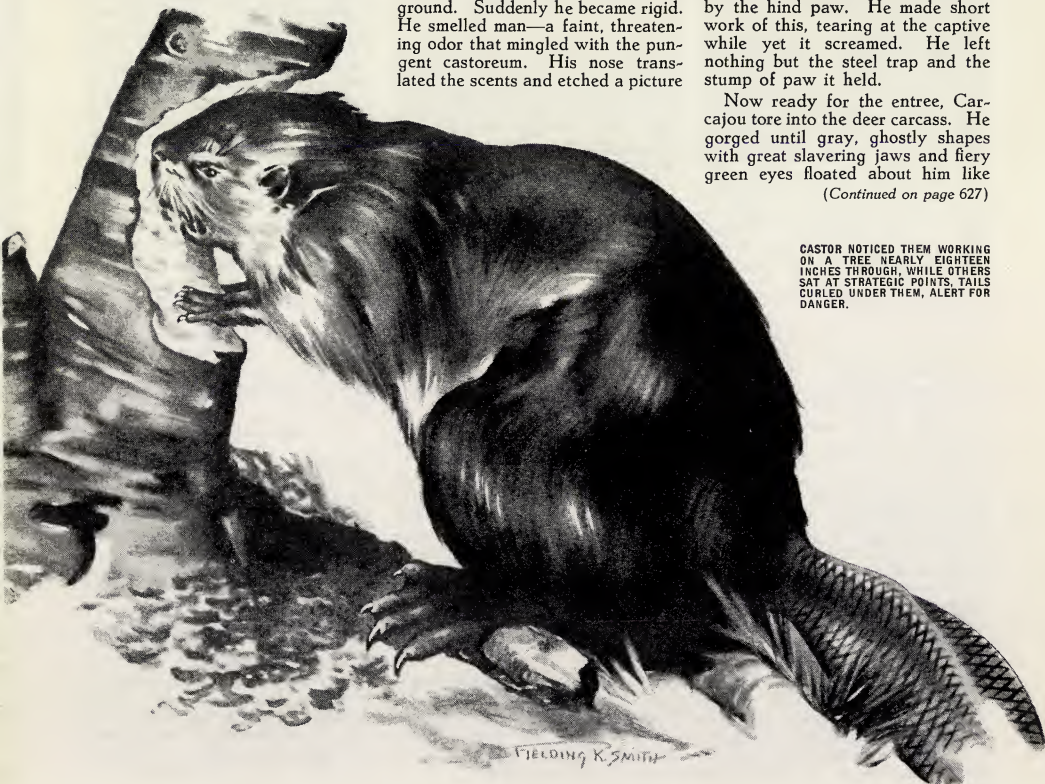 ground. Suddenly he became rigid.
He smelled man—a faint, threaten-
ing odor that mingled with the pun-
gent castoreum. His nose trans-
lated the scents and etched a picture
by the hind paw. He made short
work of this, tearing at the captive
while yet it screamed. He left
nothing but the steel trap and the
stump of paw it held.
Now ready for the entree, Car-
cajou tore into the deer carcass. He
gorged until gray, ghostly shapes
with great slavering jaws and fiery
green eyes floated about him like
(Continued on page 627)
CASTOR NOTICED THEM WORKING
ON A TREE NEARLY EIGHTEEN
INCHES THROUGH, WHILE OTHERS
SAT AT STRATEGIC POINTS, TAILS
CURLED UNDER THEM, ALERT FOR
DANGER.
FIELDING K. SMITH